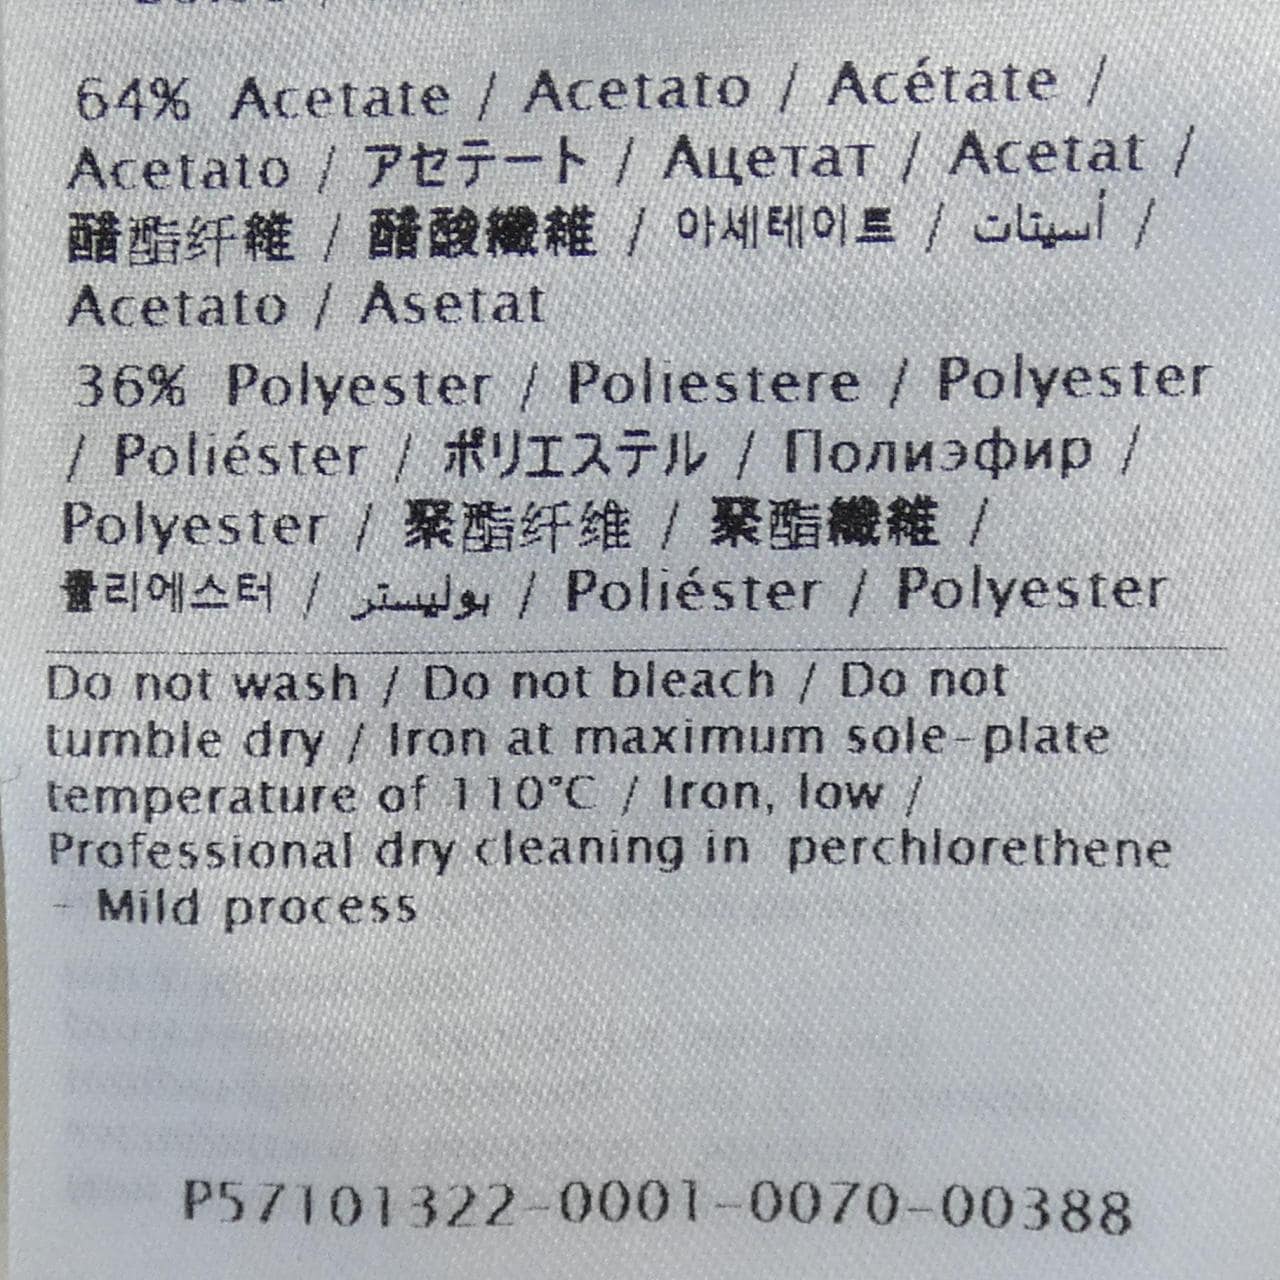 64% Acetate / Acetato / Acétate /
Acetato / アセテート / Ацетат / Acetat /
醋酯纤維 / 醋酸纖維 / 아세테이트 / أسيتات /
Acetato / Asetat
36% Polyester / Poliestere / Polyester
/ Poliéster / ポリエステル / Полиэфир /
Polyester / 聚酯纤维 / 聚酯纖維 /
폴리에스터 / بوليستر / Poliéster / Polyester
Do not wash / Do not bleach / Do not
tumble dry / Iron at maximum sole-plate
temperature of 110°C / Iron, low /
Professional dry cleaning in perchlorethene
- Mild process
P57101322-0001-0070-00388